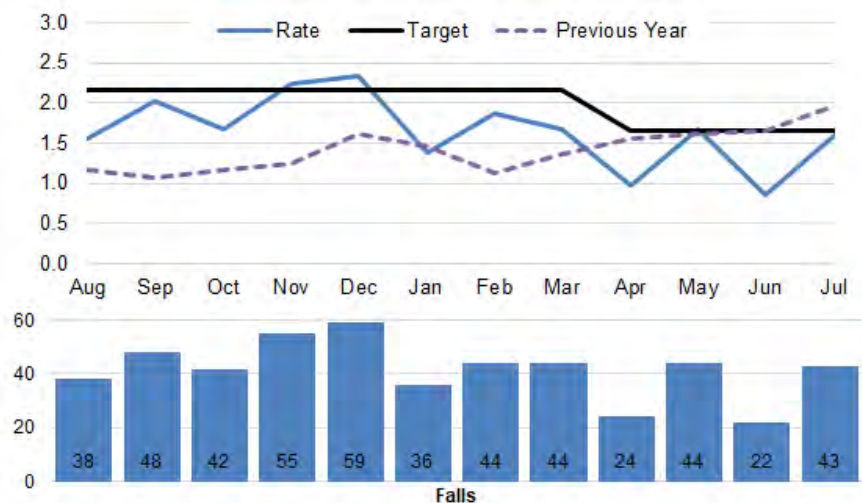 3.0
Rate Target Previous Year
2.5
2.0
1.5
1.0
0.5
0.0
Aug Sep Oct Nov Dec Jan Feb Mar Apr May Jun Jul
60
40
20
38 48 42 55 59 36 44 44 24 44 22 43
0
Falls